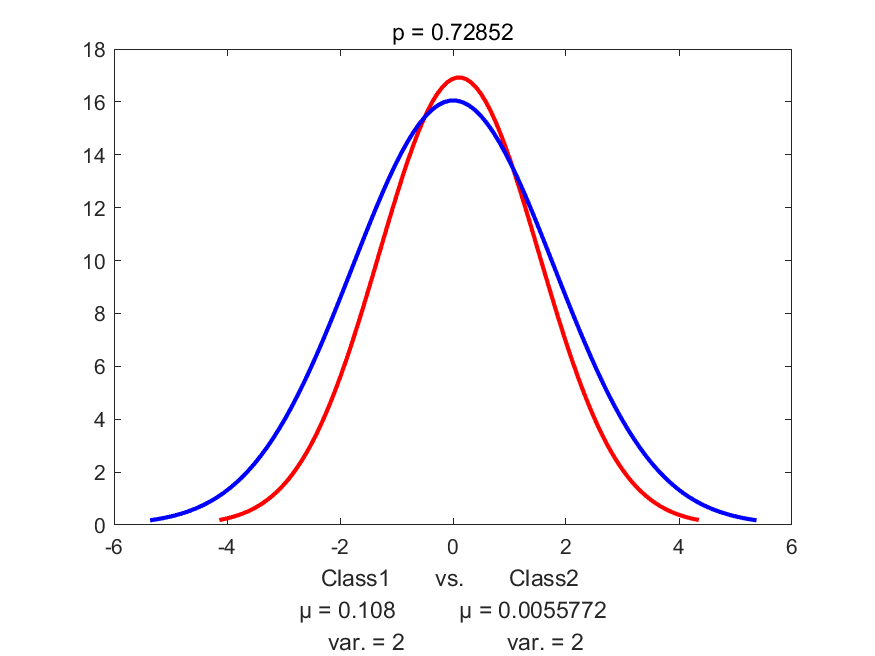 p = 0.72852
18
16
14
12
10
8
6
4
2
0
-6 -4 -2 0 2 4 6
Class1 vs. Class2
μ = 0.108 μ = 0.0055772
var. = 2 var. = 2